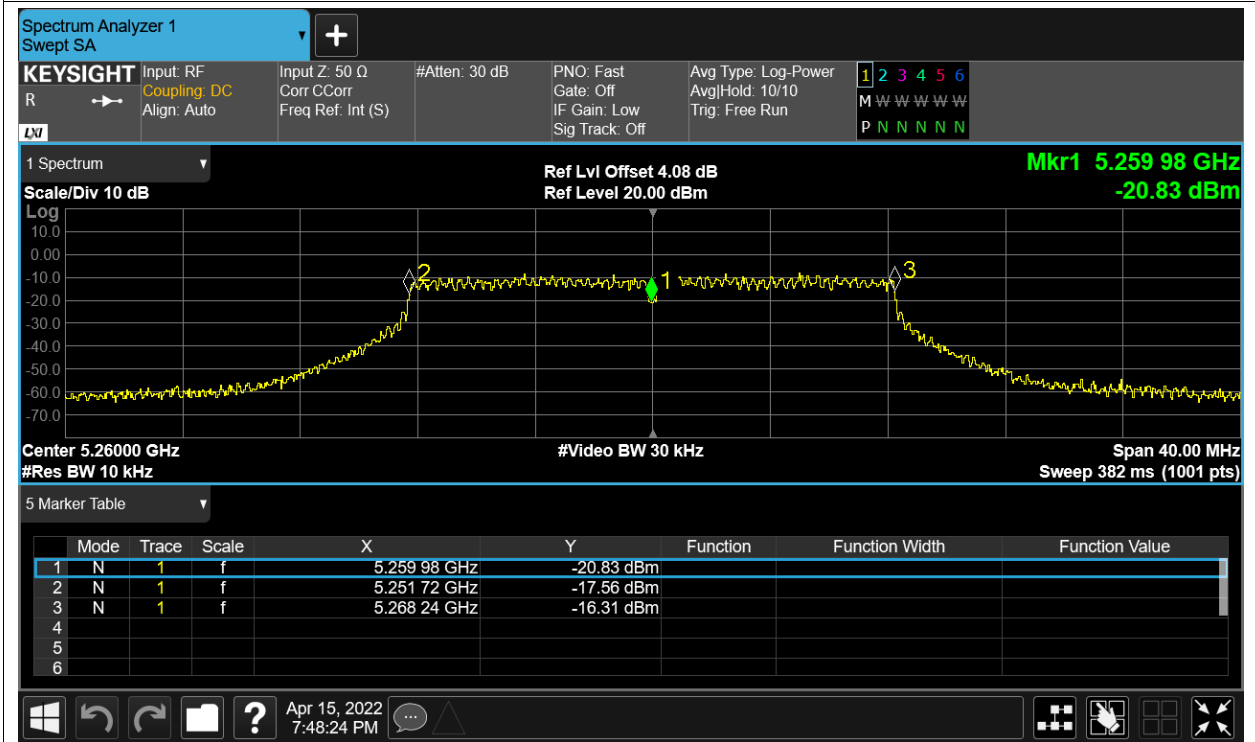 Spectrum Analyzer 1
Swept SA
+
KEYSIGHT
R
LXI
Input: RF
Coupling: DC
Align: Auto
Input Z: 50 Ω
Corr CCorr
Freq Ref: Int (S)
#Atten: 30 dB
PNO: Fast
Gate: Off
IF Gain: Low
Sig Track: Off
Avg Type: Log-Power
Avg|Hold: 10/10
Trig: Free Run
1 2 3 4 5 6
M W W W W W
P N N N N N
1 Spectrum
Scale/Div 10 dB
Ref Lvl Offset 4.08 dB
Ref Level 20.00 dBm
Mkr1 5.259 98 GHz
-20.83 dBm
Log
10.0
0.00
-10.0
-20.0
-30.0
-40.0
-50.0
-60.0
-70.0
2
1
3
Center 5.26000 GHz
#Video BW 30 kHz
Span 40.00 MHz
#Res BW 10 kHz
Sweep 382 ms (1001 pts)
5 Marker Table
Mode Trace Scale X Y Function Function Width Function Value
1 N 1 f 5.259 98 GHz -20.83 dBm
2 N 1 f 5.251 72 GHz -17.56 dBm
3 N 1 f 5.268 24 GHz -16.31 dBm
4
5
6
?
Apr 15, 2022
7:48:24 PM